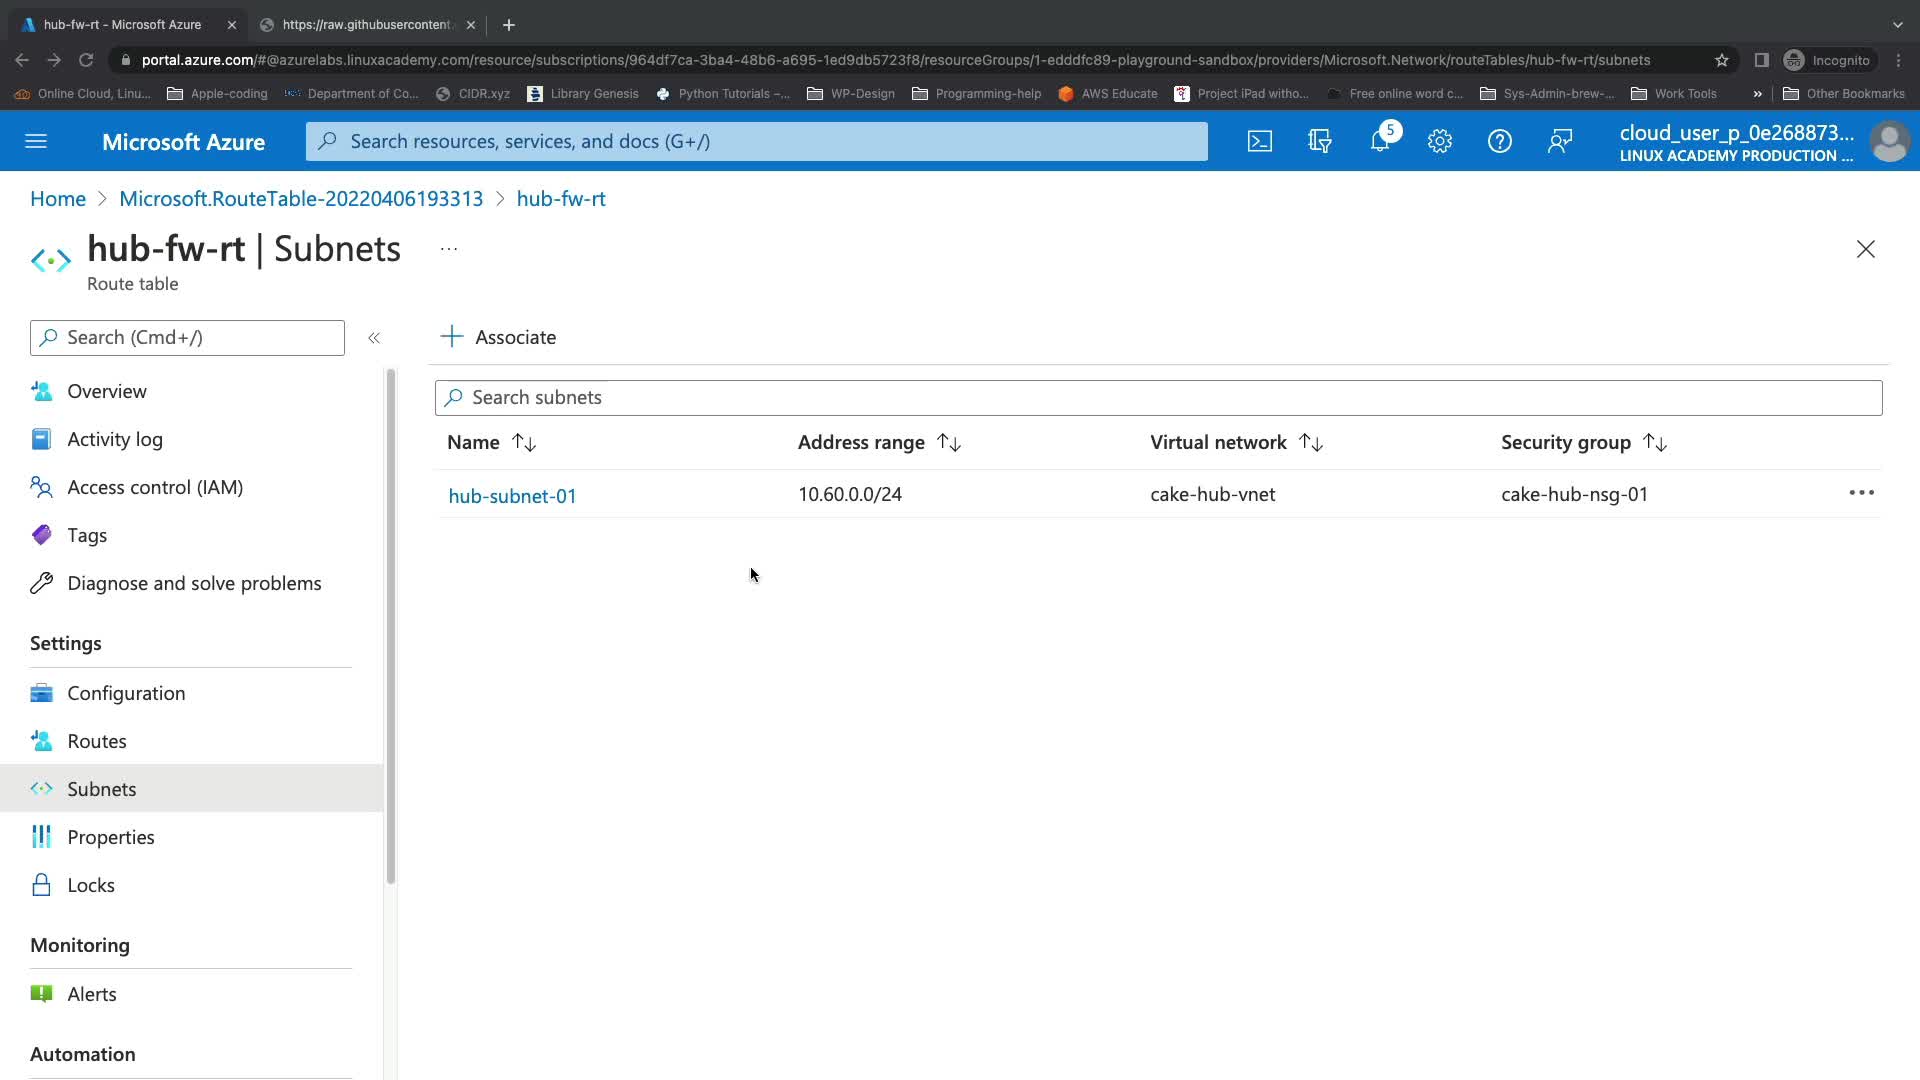 hub-fw-rt - Microsoft Azure
https://raw.githubusercontent.
portal.azure.com/#@azurelabs.linuxacademy.com/resource/subscriptions/964df7ca-3ba4-48b6-a695-1ed9db5723f8/resourceGroups/1-edddfc89-playground-sandbox/providers/Microsoft.Network/routeTables/hub-fw-rt/subnets
Incognito
Online Cloud, Linu...
Apple-coding
Department of Co...
CIDR.xyz
Library Genesis
Python Tutorials –...
WP-Design
Programming-help
AWS Educate
Project iPad witho...
Free online word c...
Sys-Admin-brew-...
Work Tools
»
Other Bookmarks
Microsoft Azure
Search resources, services, and docs (G+/)
5
cloud_user_p_0e268873...
LINUX ACADEMY PRODUCTION ...
Home > Microsoft.RouteTable-20220406193313 > hub-fw-rt
hub-fw-rt | Subnets ...
Route table
Search (Cmd+/)
«
Overview
Activity log
Access control (IAM)
Tags
Diagnose and solve problems
Settings
Configuration
Routes
Subnets
Properties
Locks
Monitoring
Alerts
Automation
+ Associate
Search subnets
Name ↑↓ Address range ↑↓ Virtual network ↑↓ Security group ↑↓
hub-subnet-01 10.60.0.0/24 cake-hub-vnet cake-hub-nsg-01 ...